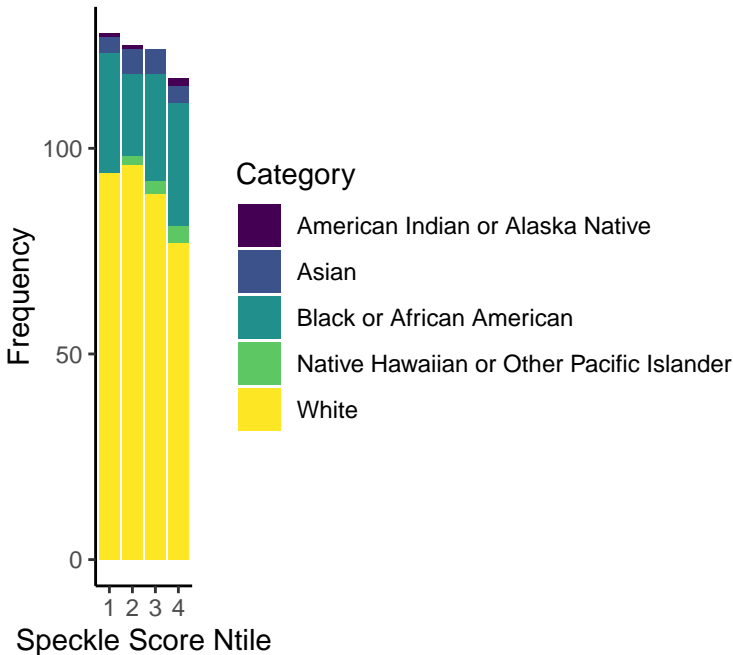 Frequency
100
50
0
1 2 3 4
Speckle Score Ntile
Category
American Indian or Alaska Native
Asian
Black or African American
Native Hawaiian or Other Pacific Islander
White